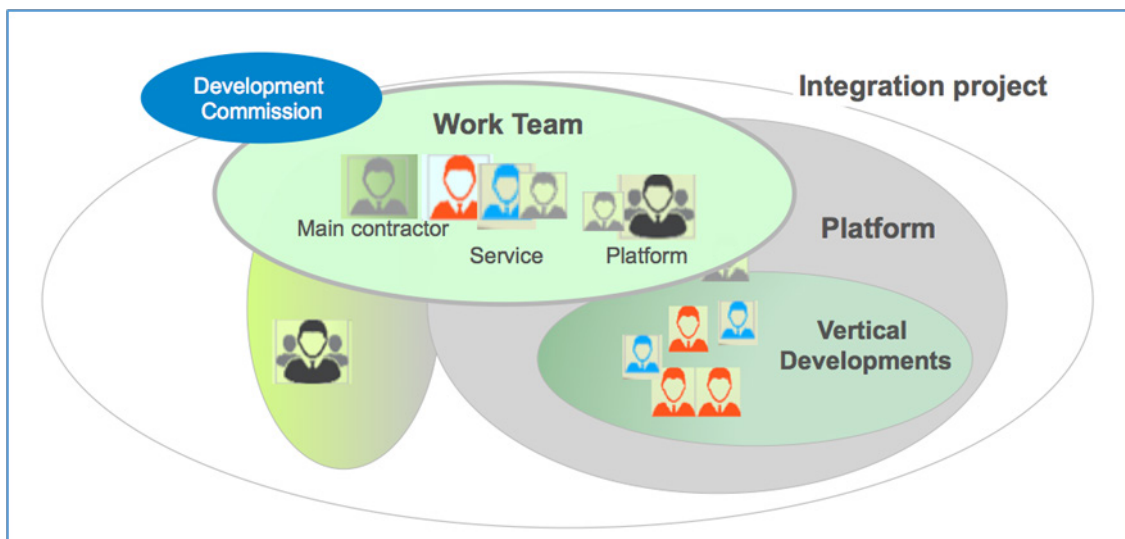 Development
Commission
Integration project
Work Team
Main contractor
Service
Platform
Platform
Vertical
Developments